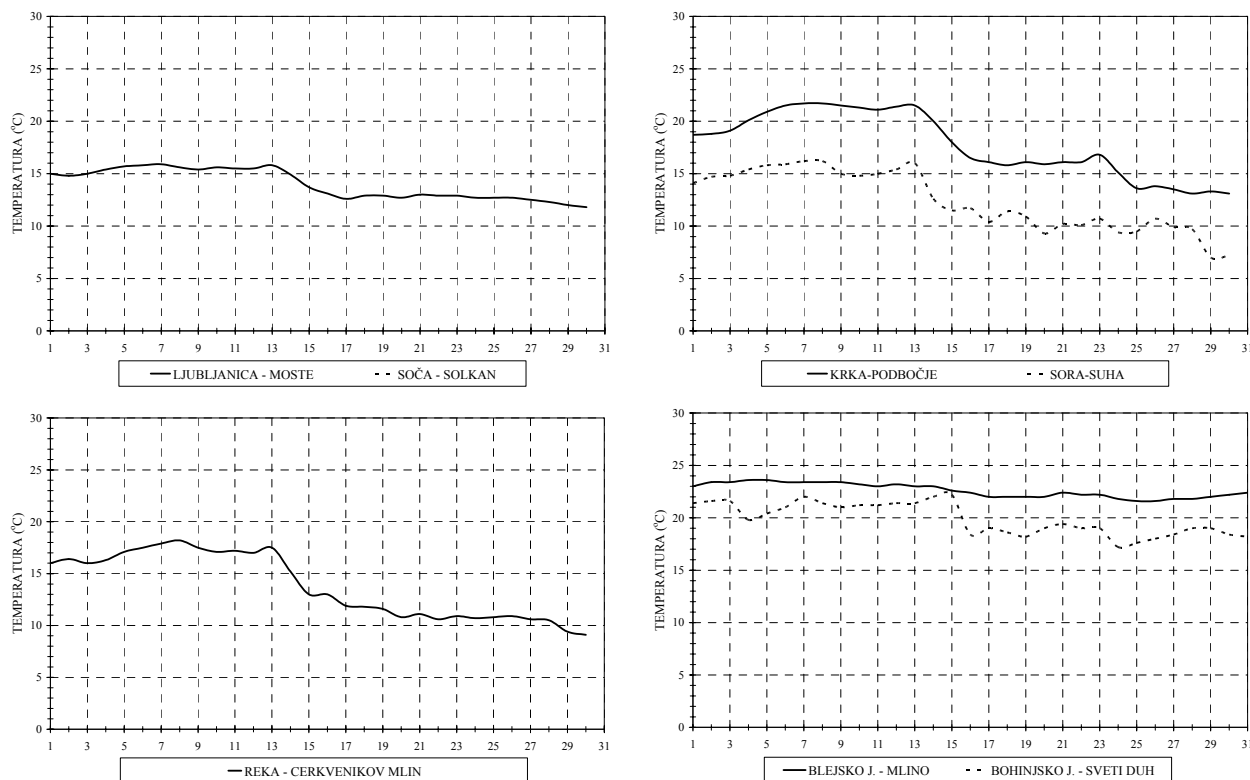 30
25
20
15
10
5
0
TEMPERATURA (°C)
1 3 5 7 9 11 13 15 17 19 21 23 25 27 29 31
LJUBLJANICA - MOSTE SOČA - SOLKAN
30
25
20
15
10
5
0
TEMPERATURA (°C)
1 3 5 7 9 11 13 15 17 19 21 23 25 27 29 31
KRKA-PODBOČJE SORA-SUHA
30
25
20
15
10
5
0
TEMPERATURA (°C)
1 3 5 7 9 11 13 15 17 19 21 23 25 27 29 31
REKA - CERKVENIKOV MLIN
30
25
20
15
10
5
0
TEMPERATURA (°C)
1 3 5 7 9 11 13 15 17 19 21 23 25 27 29 31
BLEJSKO J. - MLINO BOHINJSKO J. - SVETI DUH